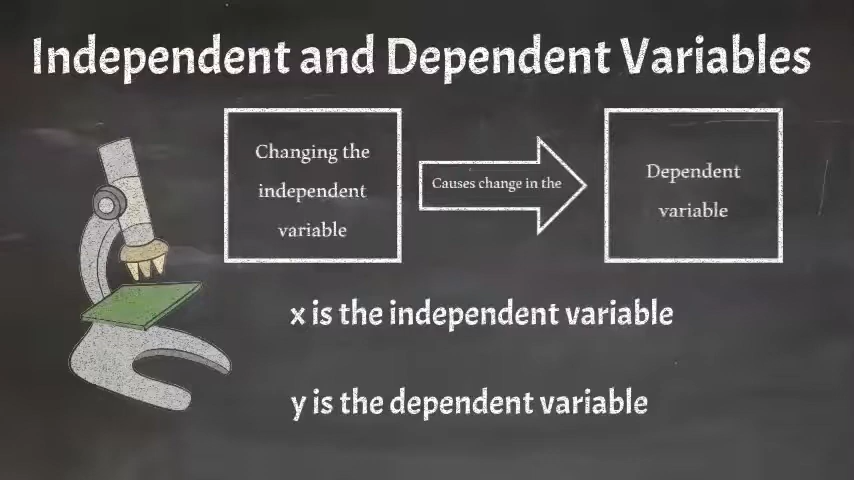 Independent and Dependent Variables
Changing the
independent
variable
Causes change in the
Dependent
variable
x is the independent variable
y is the dependent variable